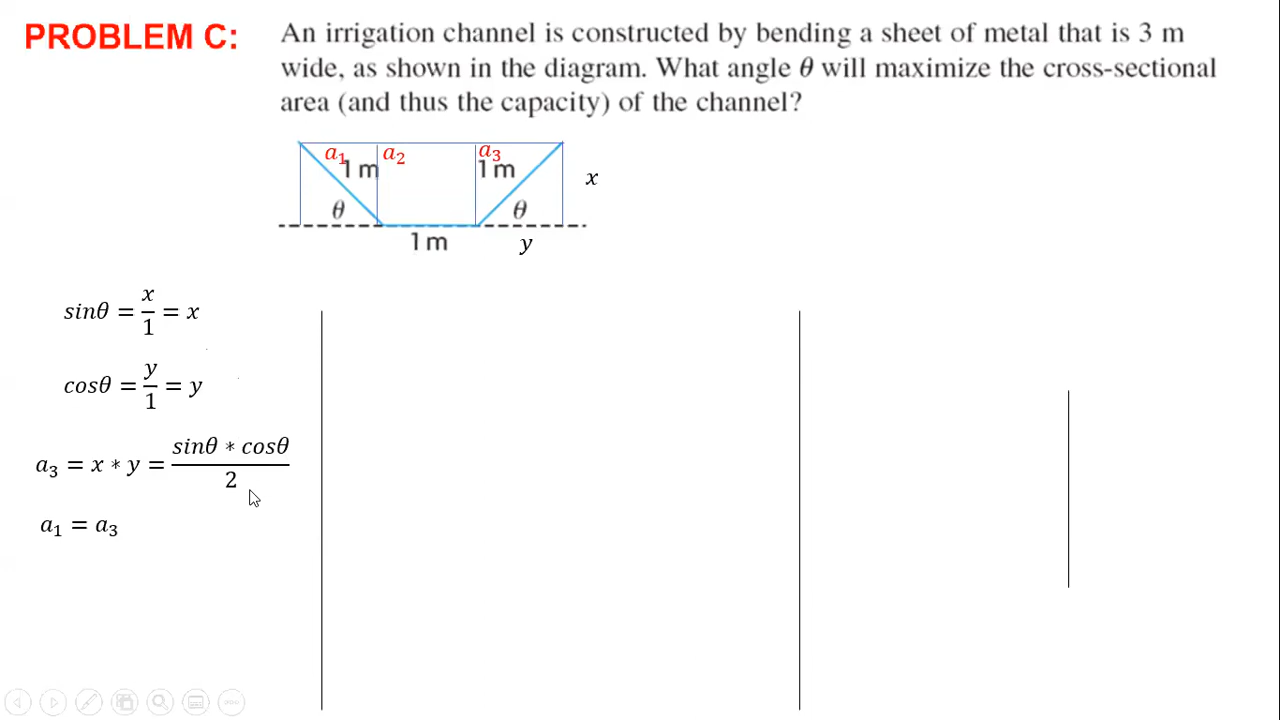 PROBLEM C:
An irrigation channel is constructed by bending a sheet of metal that is 3 m
wide, as shown in the diagram. What angle θ will maximize the cross-sectional
area (and thus the capacity) of the channel?
a₁ a₂ a₃
1 m 1 m x
θ θ
1 m y
sinθ = x/1 = x
cosθ = y/1 = y
a₃ = x * y = sinθ * cosθ / 2
a₁ = a₃